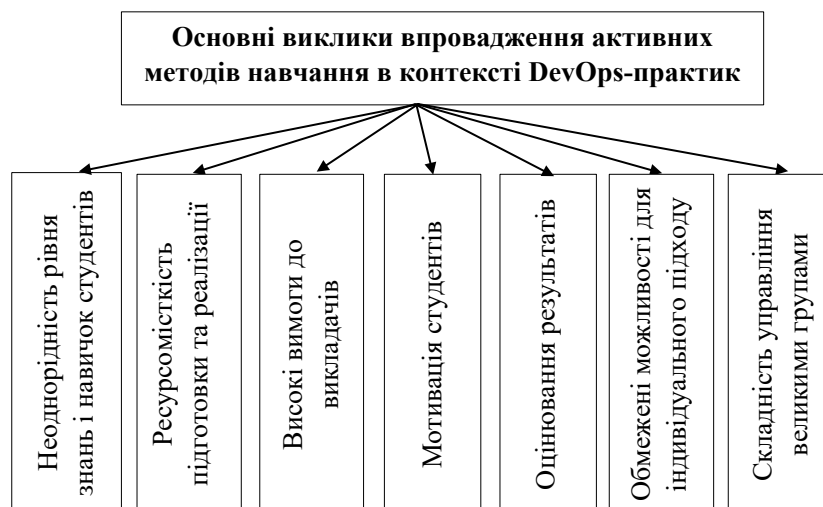 Основні виклики впровадження активних
методів навчання в контексті DevOps-практик
Неоднорідність рівня
знань і навичок студентів
Ресурсомісткість
підготовки та реалізації
Високі вимоги до
викладачів
Мотивація студентів
Оцінювання результатів
Обмежені можливості для
індивідуального підходу
Складність управління
великими групами